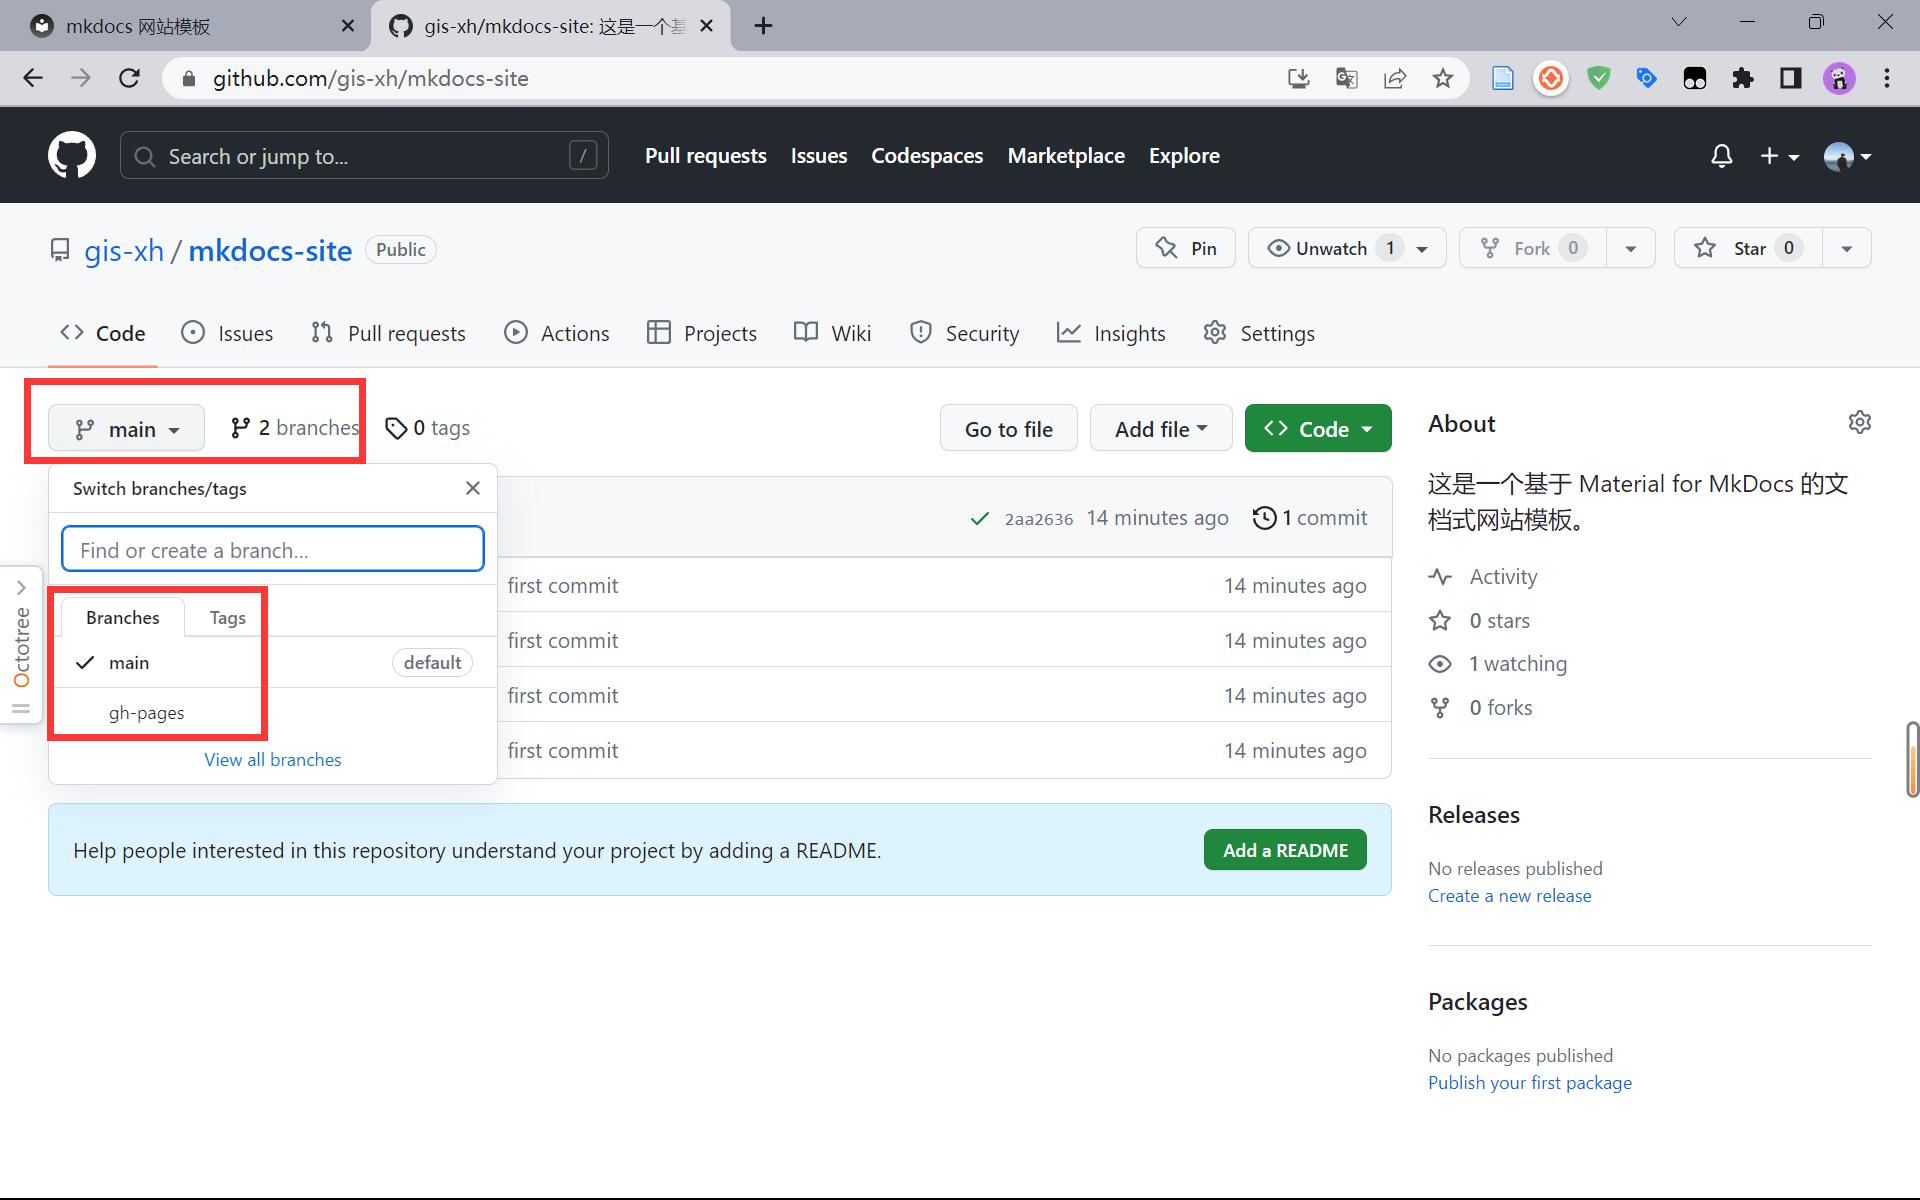 mkdocs 网站模板
gis-xh/mkdocs-site: 这是一个基
github.com/gis-xh/mkdocs-site
Search or jump to...
/
Pull requests
Issues
Codespaces
Marketplace
Explore
gis-xh / mkdocs-site
Public
Pin
Unwatch 1
Fork 0
Star 0
Code
Issues
Pull requests
Actions
Projects
Wiki
Security
Insights
Settings
main
2 branches
0 tags
Go to file
Add file
Code
Switch branches/tags
Find or create a branch...
Branches
Tags
main
default
gh-pages
View all branches
Octotree
2aa2636 14 minutes ago
1 commit
first commit 14 minutes ago
first commit 14 minutes ago
first commit 14 minutes ago
first commit 14 minutes ago
Help people interested in this repository understand your project by adding a README.
Add a README
About
这是一个基于 Material for MkDocs 的文
档式网站模板。
Activity
0 stars
1 watching
0 forks
Releases
No releases published
Create a new release
Packages
No packages published
Publish your first package